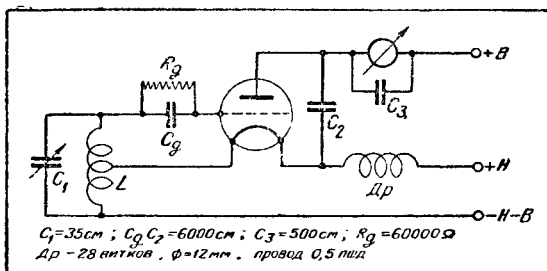 R_g
C_g
C_1
L
C_2
C_3
Др
+В
+Н
-Н-В
C_1=35см; C_g C_2=6000см; C_3=500см; R_g=60000Ω
Др-28 витков, ϕ=12мм, провод 0,5 пшд